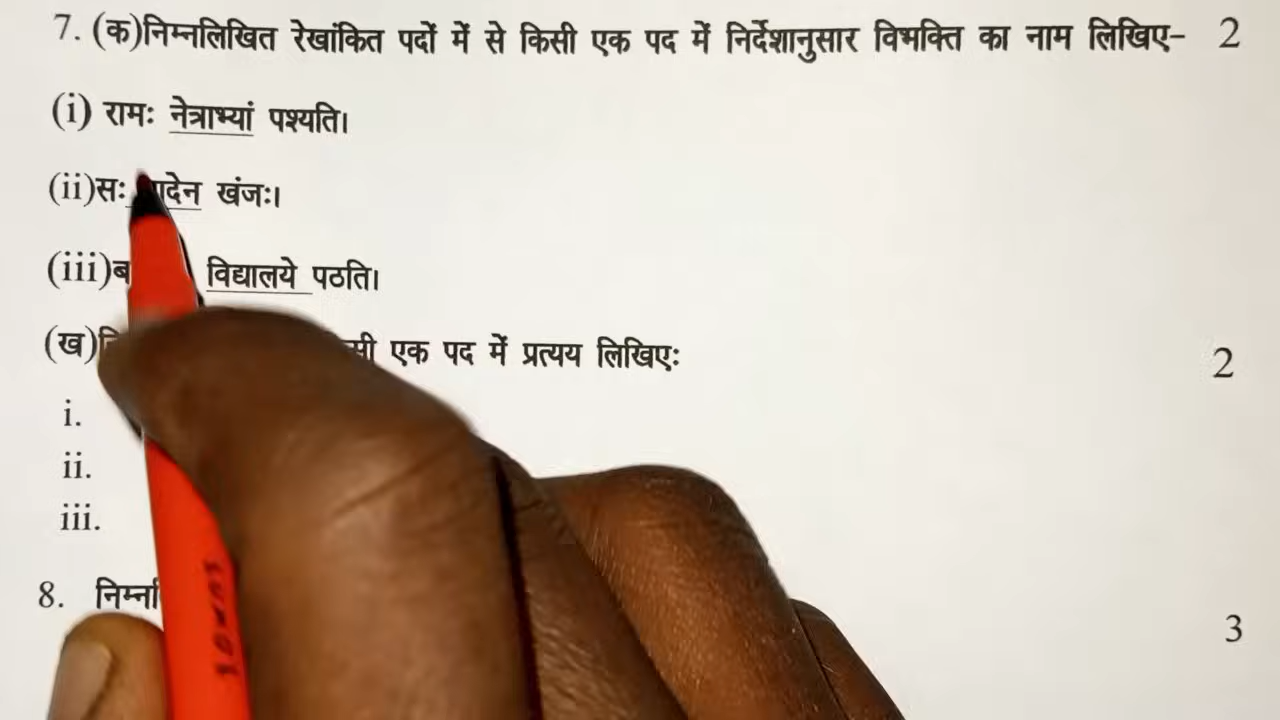 7. (क)निम्नलिखित रेखांकित पदों में से किसी एक पद में निर्देशानुसार विभक्ति का नाम लिखिए- 2
(i) रामः नेत्राभ्यां पश्यति।
(ii)सः खंजः।
(iii) विद्यालये पठति।
(ख) एक पद में प्रत्यय लिखिए: 2
i.
ii.
iii.
8. 3